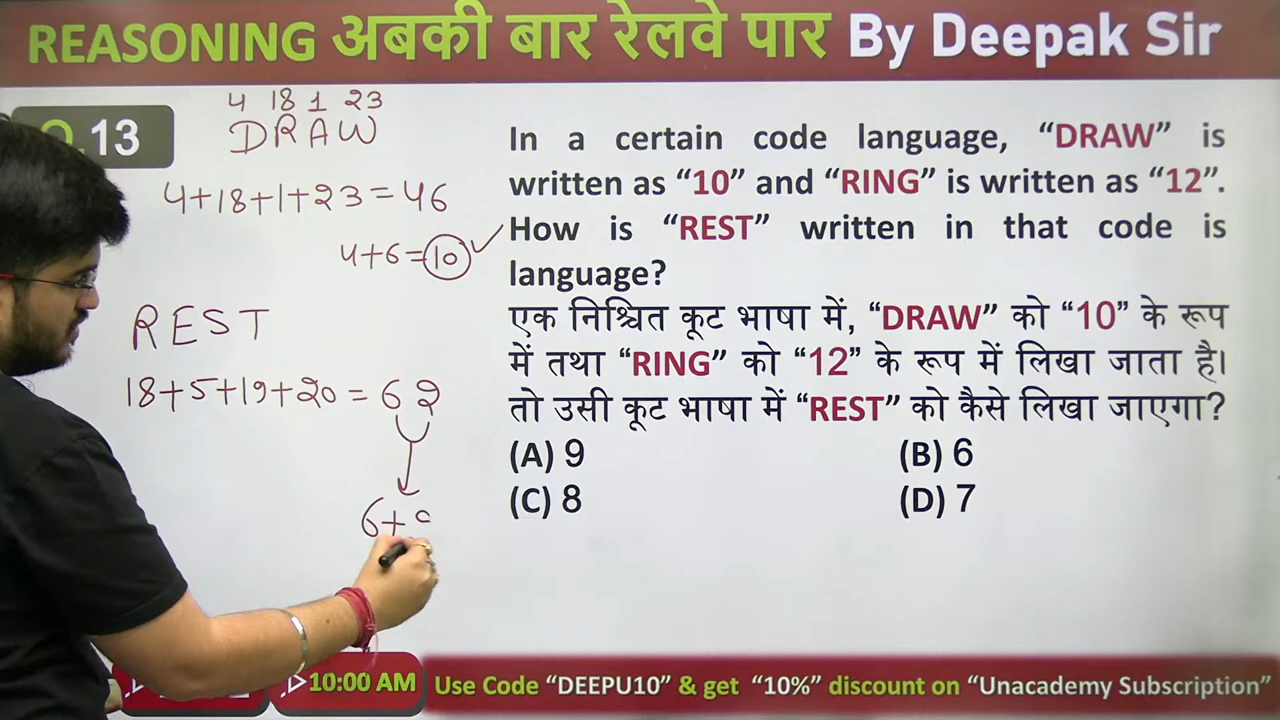 REASONING अबकी बार रेलवे पार By Deepak Sir
Q.13
4 18 1 23
DRAW
4+18+1+23=46
4+6=10
REST
18+5+19+20=62
6+
In a certain code language, “DRAW” is
written as “10” and “RING” is written as “12”.
How is “REST” written in that code is
language?
एक निश्चित कूट भाषा में, “DRAW” को “10” के रूप
में तथा “RING” को “12” के रूप में लिखा जाता है।
तो उसी कूट भाषा में “REST” को कैसे लिखा जाएगा?
(A) 9
(B) 6
(C) 8
(D) 7
10:00 AM
Use Code “DEEPU10” & get “10%” discount on “Unacademy Subscription”